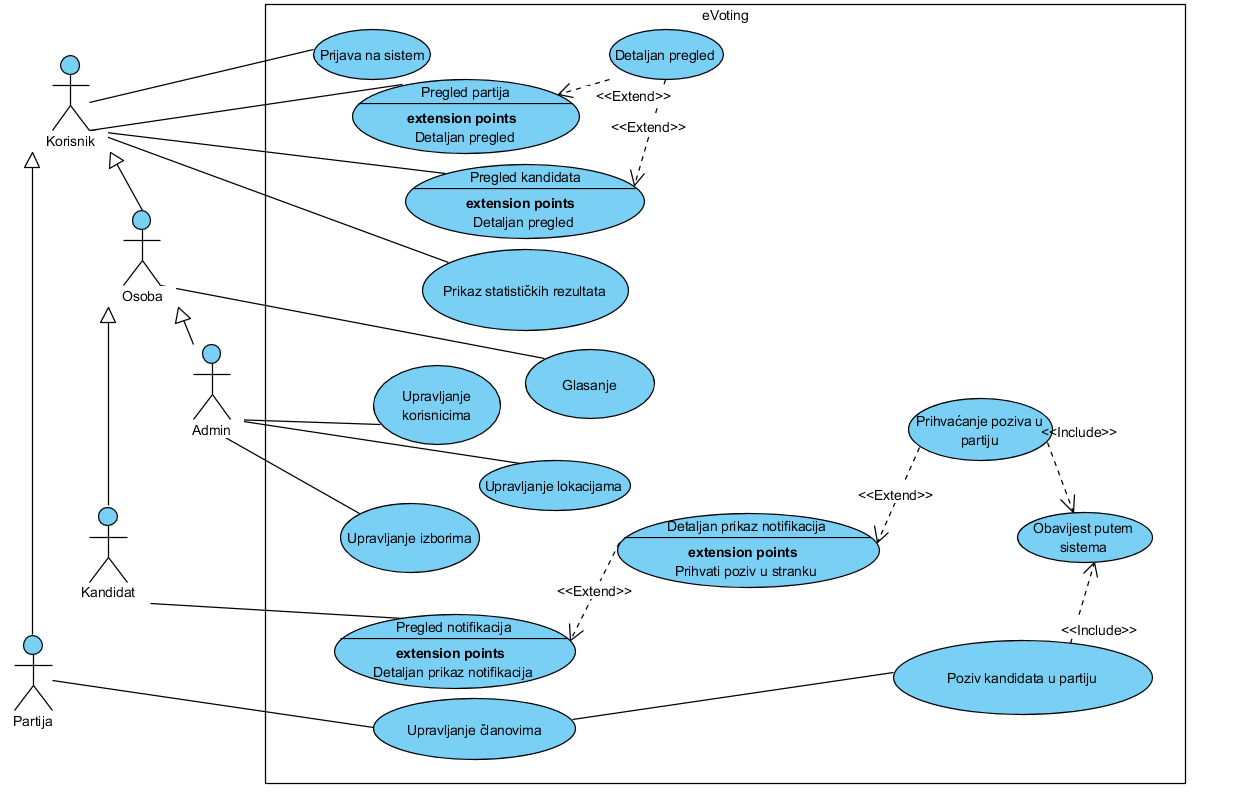 eVoting
Prijava na sistem
Detaljan pregled
Korisnik
Pregled partija
extension points
Detaljan pregled
<<Extend>>
<<Extend>>
Pregled kandidata
extension points
Detaljan pregled
Osoba
Prikaz statističkih rezultata
Glasanje
Admin
Upravljanje
korisnicima
Prihvaćanje poziva u
partiju
<<Include>>
Upravljanje lokacijama
<<Extend>>
Upravljanje izborima
Detaljan prikaz notifikacija
extension points
Prihvati poziv u stranku
Obavijest putem
sistema
Kandidat
<<Extend>>
Pregled notifikacija
extension points
Detaljan prikaz notifikacija
<<Include>>
Poziv kandidata u partiju
Partija
Upravljanje članovima